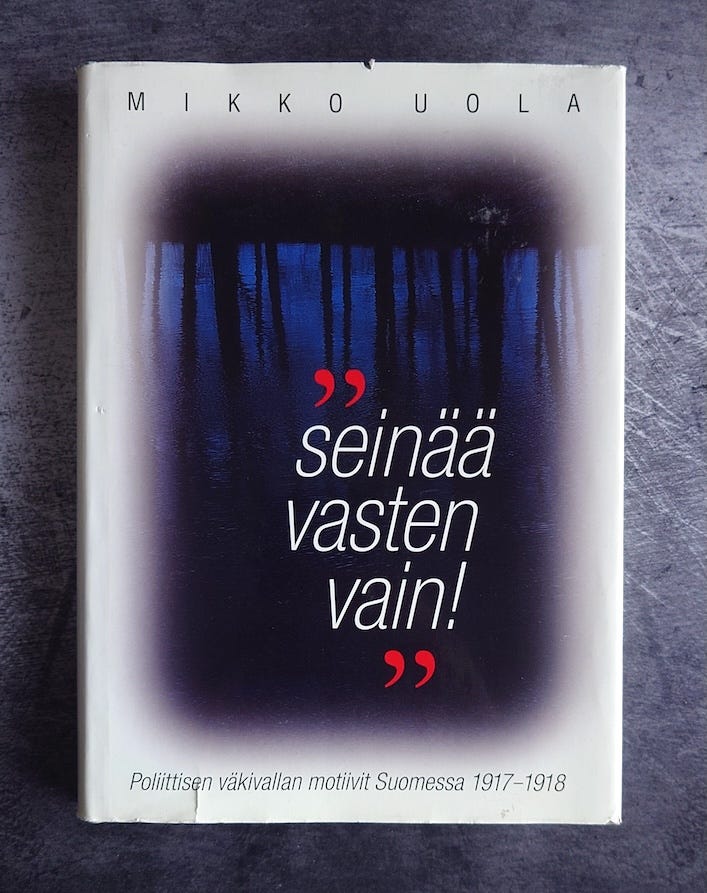 MIKKO UOLA
”
seinää
vasten
vain!
”
Poliittisen väkivallan motiivit Suomessa 1917–1918